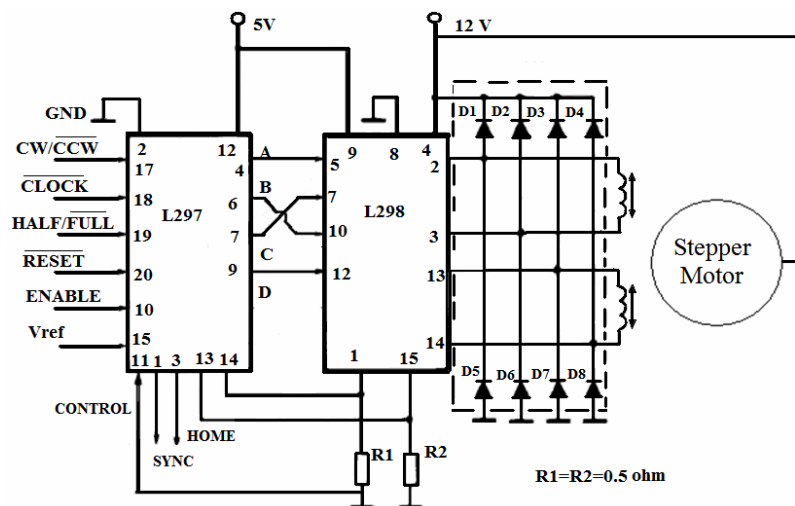 5V
12 V
GND
CW/CCW
CLOCK
HALF/FULL
RESET
ENABLE
Vref
2
17
18
19
20
10
15
11 1 3 13 14
12
4
6
7
9
L297
A
B
C
D
5
7
10
12
9
8
4
2
3
13
14
1
15
L298
D1 D2 D3 D4
D5 D6 D7 D8
Stepper
Motor
CONTROL
HOME
SYNC
R1
R2
R1=R2=0.5 ohm